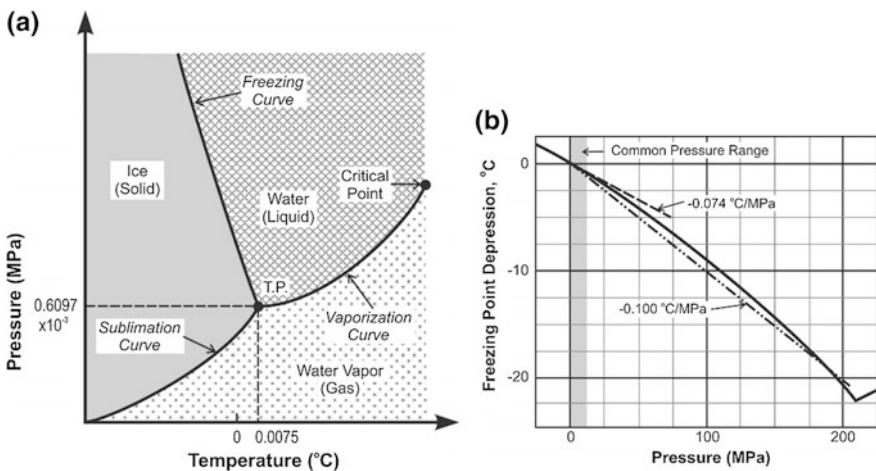 (a)
Freezing
Curve
Ice
(Solid)
Water
(Liquid)
Critical
Point
T.P.
0.6097
x10⁻³
Sublimation
Curve
Vaporization
Curve
Water Vapor
(Gas)
Pressure (MPa)
0
0.0075
Temperature (°C)
(b)
Common Pressure Range
0
-0.074 °C/MPa
-10
-0.100 °C/MPa
-20
Freezing Point Depression, °C
0
100
200
Pressure (MPa)